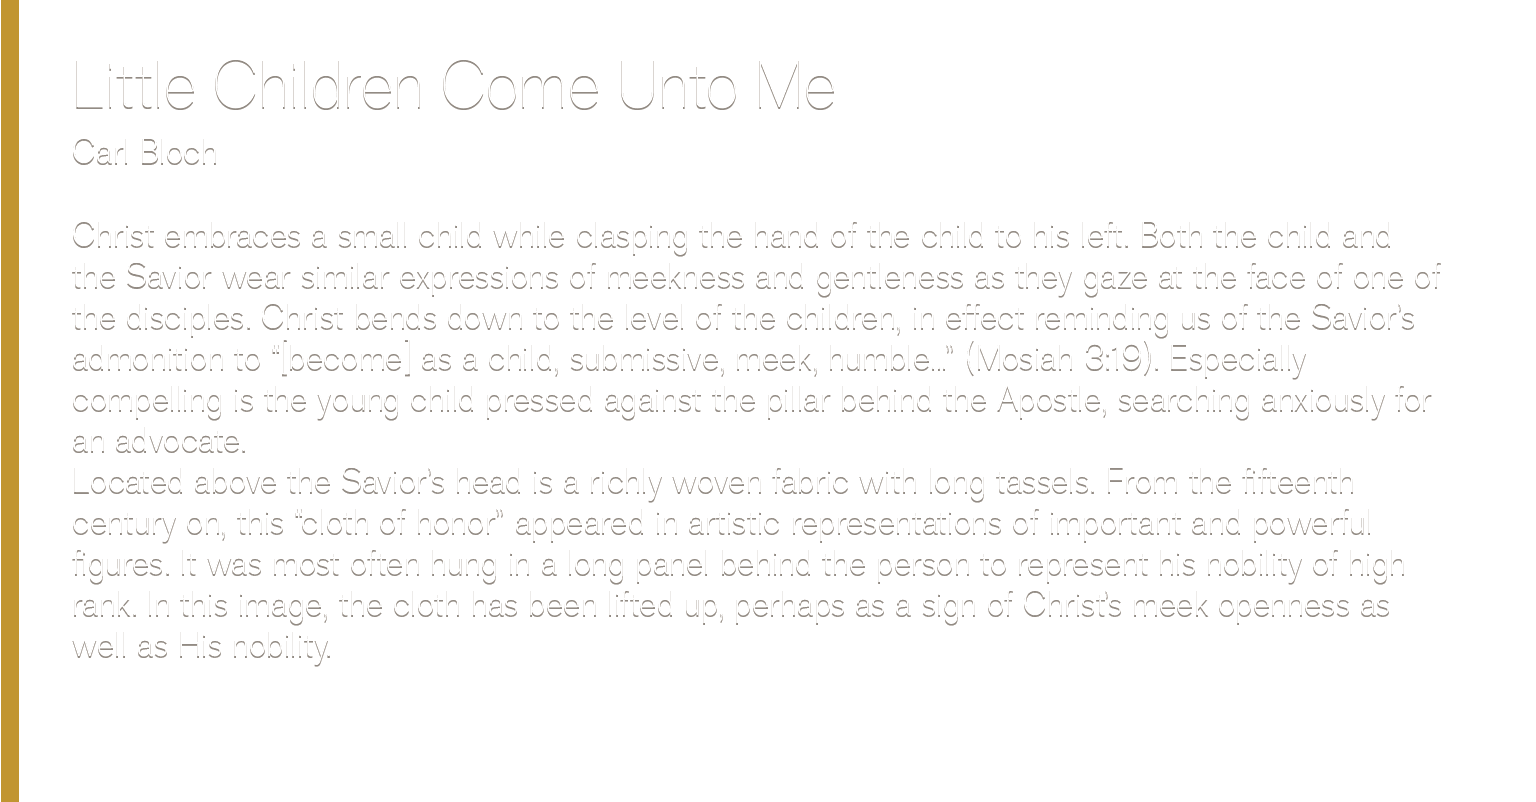 Little Children Come Unto Me
Carl Bloch
Christ embraces a small child while clasping the hand of the child to his left. Both the child and
the Savior wear similar expressions of meekness and gentleness as they gaze at the face of one of
the disciples. Christ bends down to the level of the children, in effect reminding us of the Savior’s
admonition to “[become] as a child, submissive, meek, humble...” (Mosiah 3:19). Especially
compelling is the young child pressed against the pillar behind the Apostle, searching anxiously for
an advocate.
Located above the Savior’s head is a richly woven fabric with long tassels. From the fifteenth
century on, this “cloth of honor” appeared in artistic representations of important and powerful
figures. It was most often hung in a long panel behind the person to represent his nobility of high
rank. In this image, the cloth has been lifted up, perhaps as a sign of Christ’s meek openness as
well as His nobility.